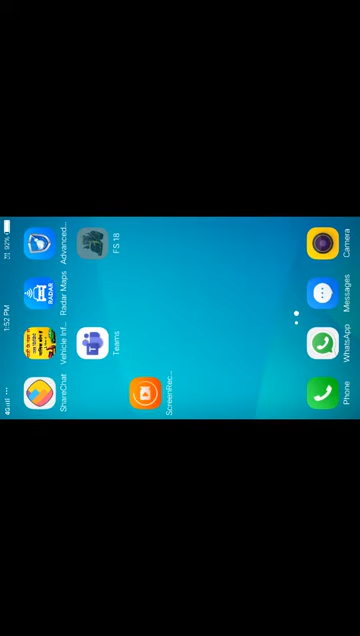 4G
1:52 PM
92%
ShareChat
Vehicle Inf...
Radar Maps
RADAR
Advanced...
Teams
FS 18
ScreenRec...
Phone
WhatsApp
Messages
Camera